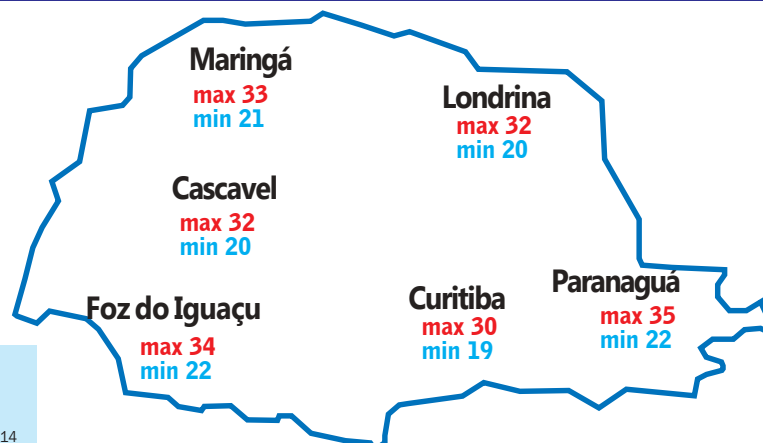 Maringá
max 33
min 21
Londrina
max 32
min 20
Cascavel
max 32
min 20
Foz do Iguaçu
max 34
min 22
Curitiba
max 30
min 19
Paranaguá
max 35
min 22
14